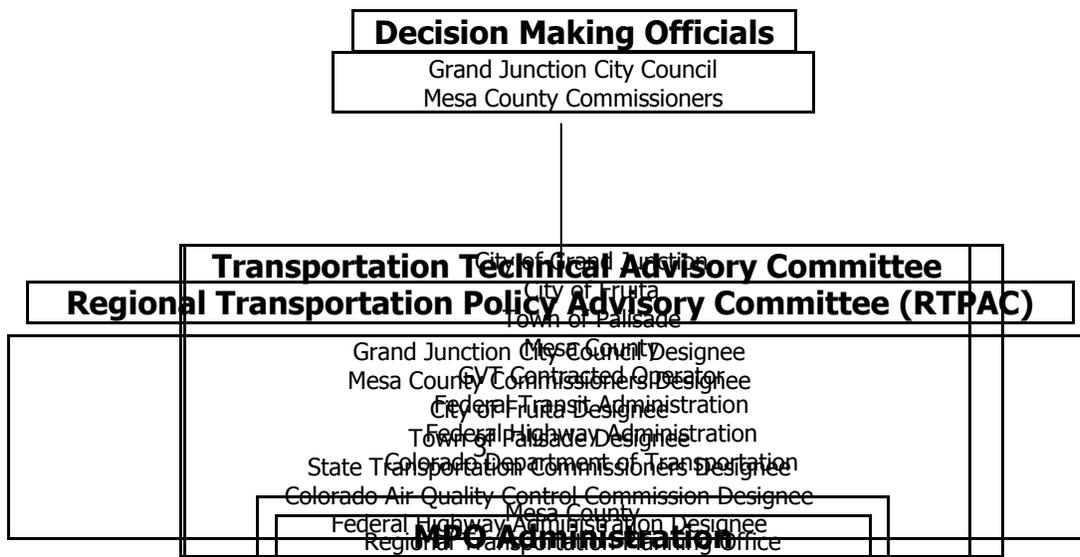 Decision Making Officials
Grand Junction City Council
Mesa County Commissioners
Transportation Technical Advisory Committee
City of Grand Junction
City of Fruita
Regional Transportation Policy Advisory Committee (RTPAC)
Town of Palisade
Mesa County
Grand Junction City Council Designee
GVT Contracted Operator
Mesa County Commissioners Designee
Federal Transit Administration
City of Fruita Designee
Federal Highway Administration
Town of Palisade Designee
Colorado Department of Transportation
State Transportation Commissioners Designee
Colorado Air Quality Control Commission Designee
Mesa County
Federal Highway Administration Designee
MPO Administration
Regional Transportation Planning Office